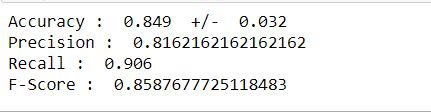 Accuracy :  0.849  +/-  0.032
Precision :  0.8162162162162162
Recall :  0.906
F-Score :  0.8587677725118483